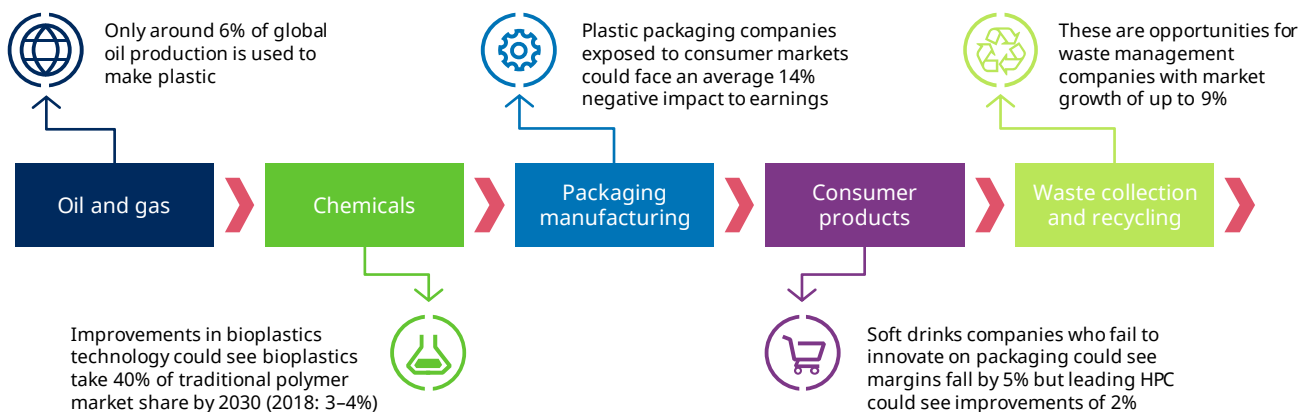 Only around 6% of global
oil production is used to
make plastic
Plastic packaging companies
exposed to consumer markets
could face an average 14%
negative impact to earnings
These are opportunities for
waste management
companies with market
growth of up to 9%
Oil and gas
Chemicals
Packaging
manufacturing
Consumer
products
Waste collection
and recycling
Improvements in bioplastics
technology could see bioplastics
take 40% of traditional polymer
market share by 2030 (2018: 3–4%)
Soft drinks companies who fail to
innovate on packaging could see
margins fall by 5% but leading HPC
could see improvements of 2%